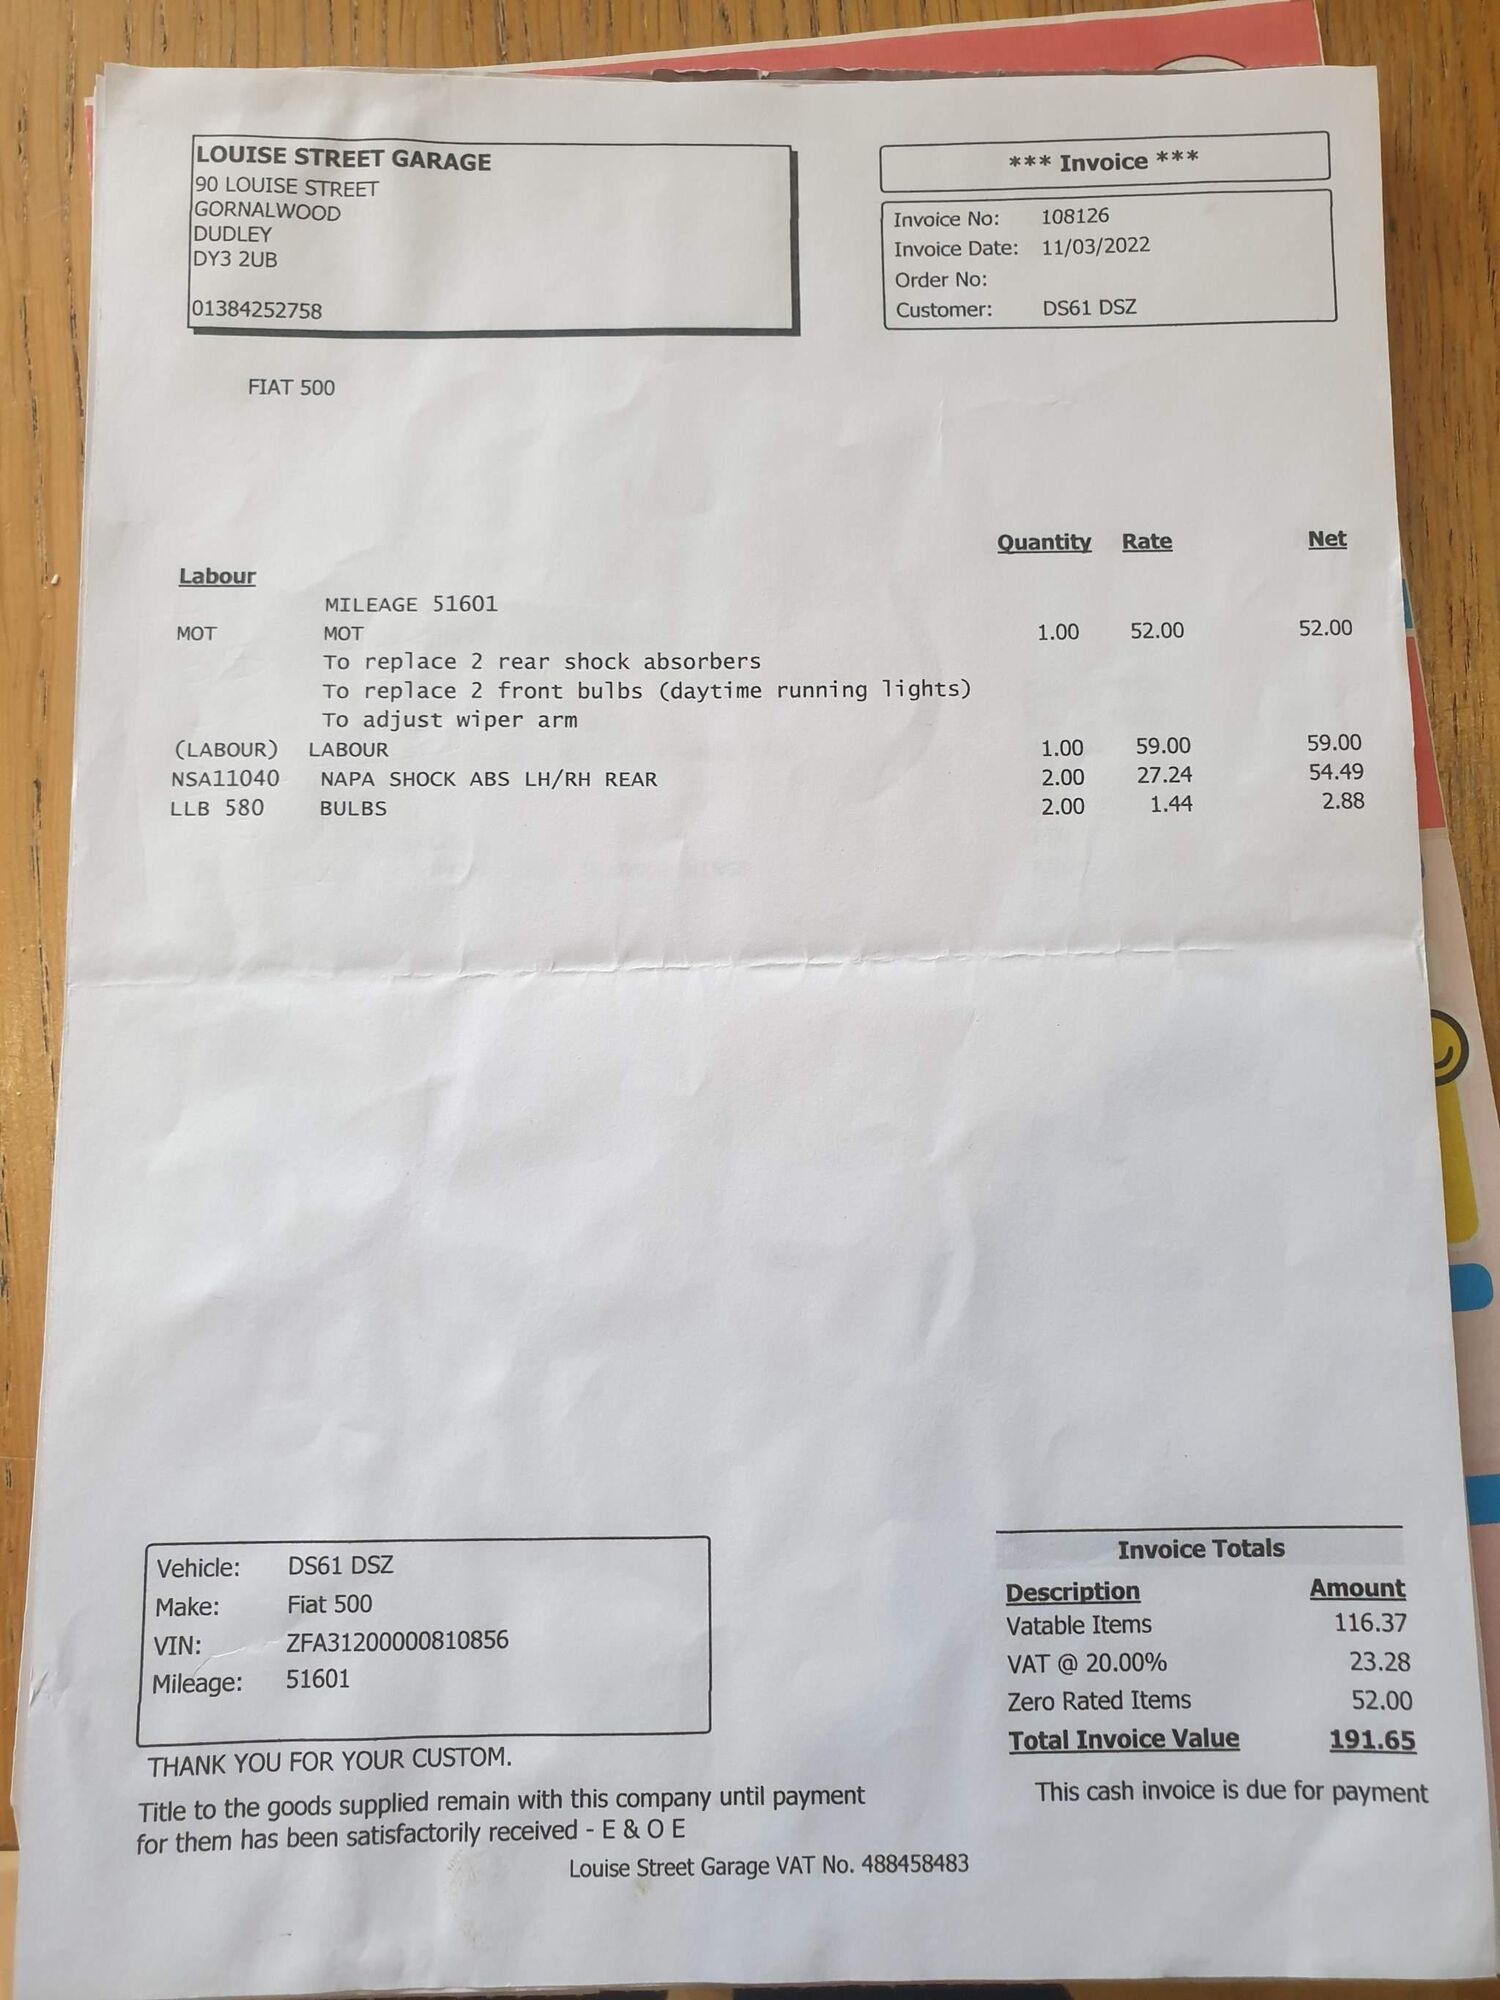 LOUISE STREET GARAGE
90 LOUISE STREET
GORNALWOOD
DUDLEY
DY3 2UB
01384252758
*** Invoice ***
Invoice No: 108126
Invoice Date: 11/03/2022
Order No:
Customer: DS61 DSZ
FIAT 500
Quantity Rate Net
Labour
MILEAGE 51601
MOT MOT 1.00 52.00 52.00
To replace 2 rear shock absorbers
To replace 2 front bulbs (daytime running lights)
To adjust wiper arm
(LABOUR) LABOUR 1.00 59.00 59.00
NSA11040 NAPA SHOCK ABS LH/RH REAR 2.00 27.24 54.49
LLB 580 BULBS 2.00 1.44 2.88
Vehicle: DS61 DSZ
Make: Fiat 500
VIN: ZFA31200000810856
Mileage: 51601
THANK YOU FOR YOUR CUSTOM.
Title to the goods supplied remain with this company until payment
for them has been satisfactorily received - E & O E
Invoice Totals
Description Amount
Vatable Items 116.37
VAT @ 20.00% 23.28
Zero Rated Items 52.00
Total Invoice Value 191.65
This cash invoice is due for payment
Louise Street Garage VAT No. 488458483